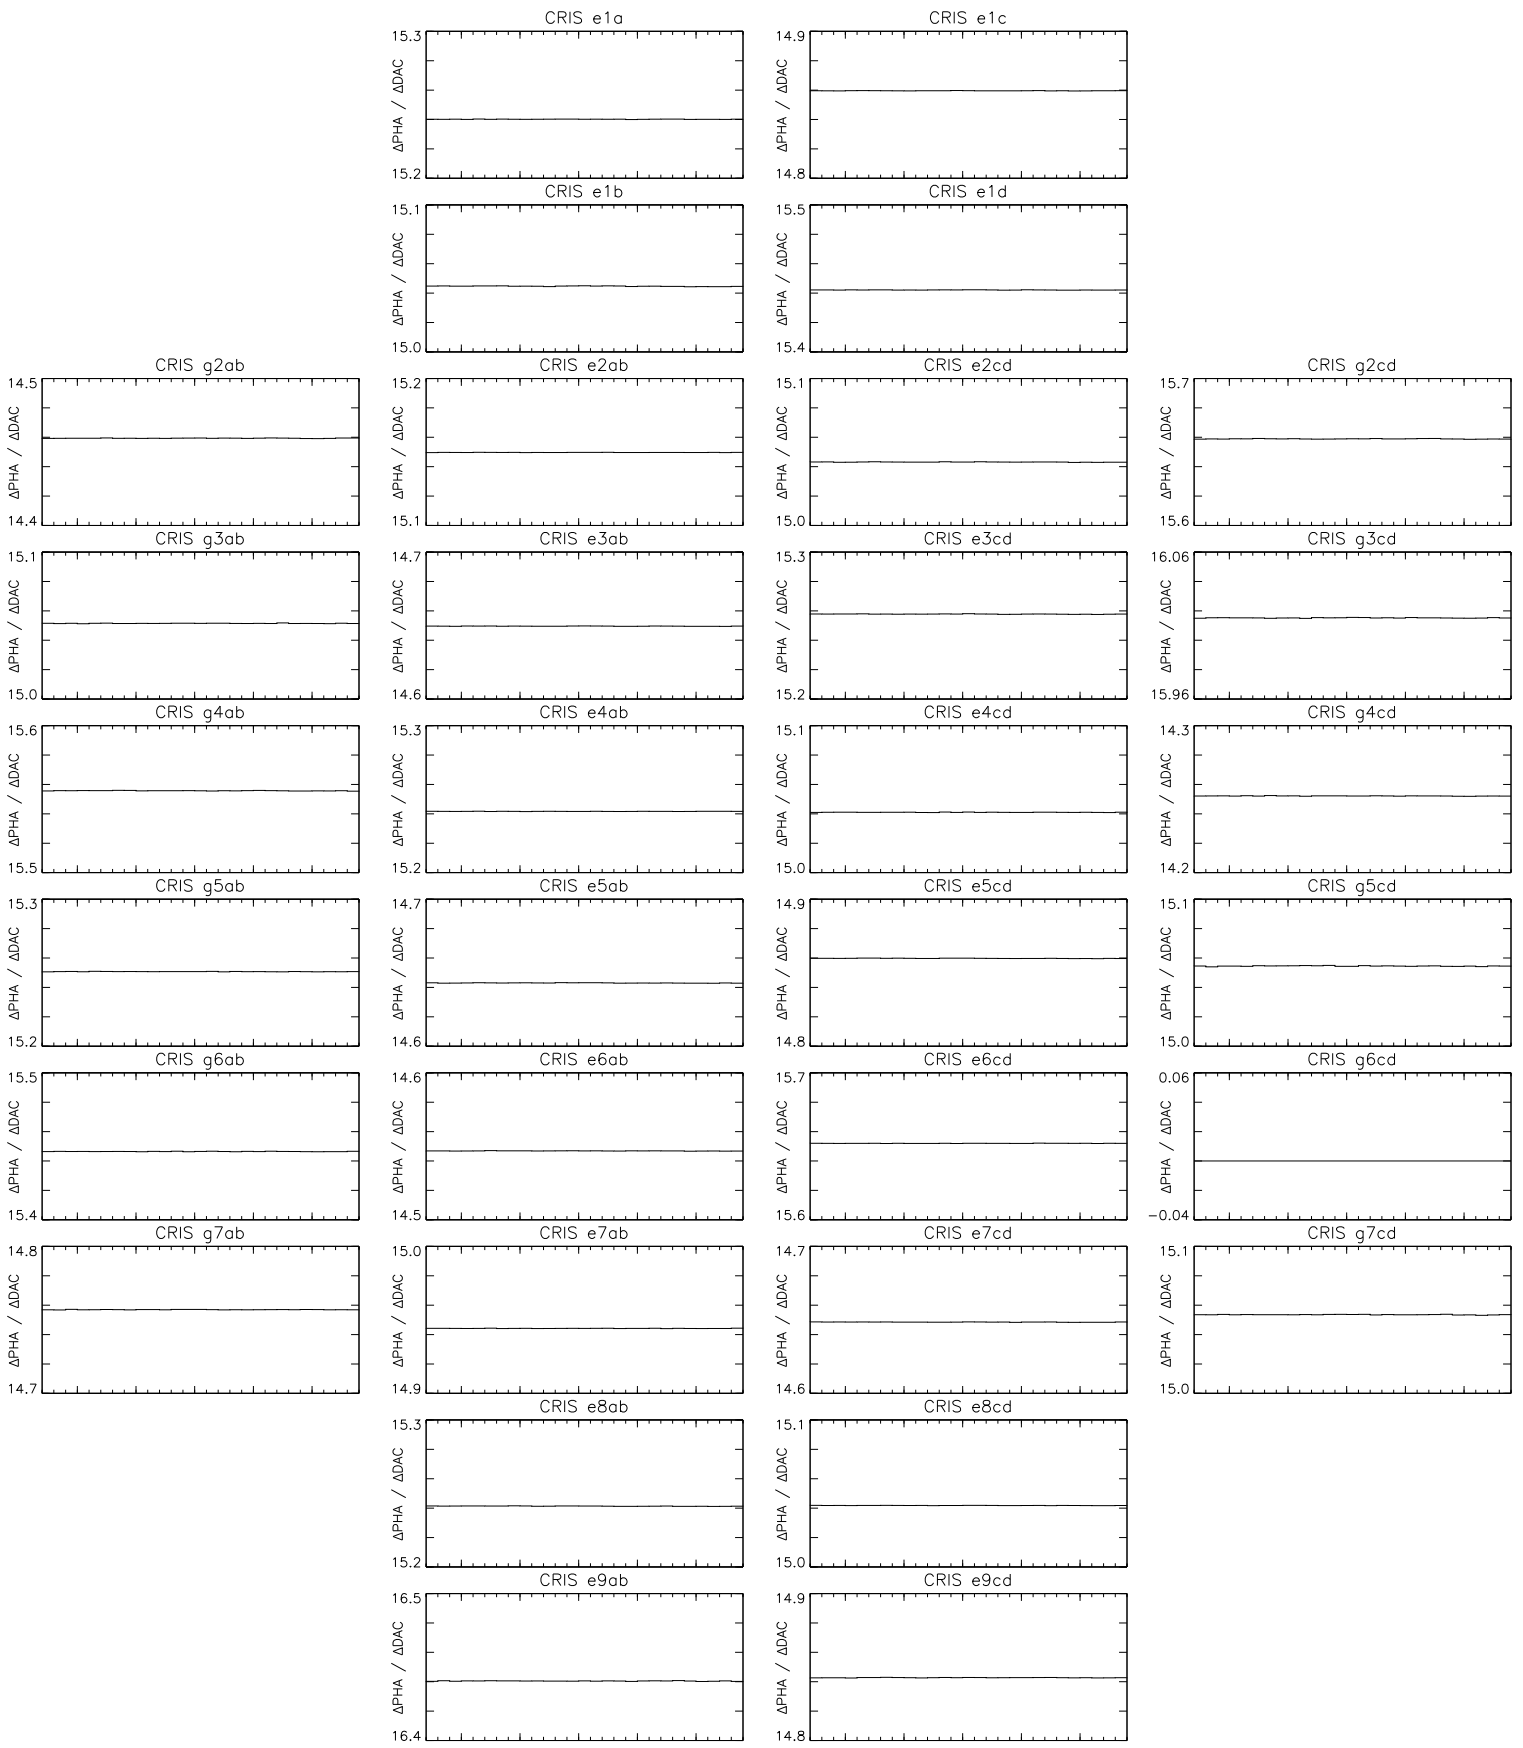 CRIS e1a
15.3
ΔPHA / ΔDAC
15.2
CRIS e1c
14.9
ΔPHA / ΔDAC
14.8
CRIS e1b
15.1
ΔPHA / ΔDAC
15.0
CRIS e1d
15.5
ΔPHA / ΔDAC
15.4
CRIS g2ab
14.5
ΔPHA / ΔDAC
14.4
CRIS e2ab
15.2
ΔPHA / ΔDAC
15.1
CRIS e2cd
15.1
ΔPHA / ΔDAC
15.0
CRIS g2cd
15.7
ΔPHA / ΔDAC
15.6
CRIS g3ab
15.1
ΔPHA / ΔDAC
15.0
CRIS e3ab
14.7
ΔPHA / ΔDAC
14.6
CRIS e3cd
15.3
ΔPHA / ΔDAC
15.2
CRIS g3cd
16.06
ΔPHA / ΔDAC
15.96
CRIS g4ab
15.6
ΔPHA / ΔDAC
15.5
CRIS e4ab
15.3
ΔPHA / ΔDAC
15.2
CRIS e4cd
15.1
ΔPHA / ΔDAC
15.0
CRIS g4cd
14.3
ΔPHA / ΔDAC
14.2
CRIS g5ab
15.3
ΔPHA / ΔDAC
15.2
CRIS e5ab
14.7
ΔPHA / ΔDAC
14.6
CRIS e5cd
14.9
ΔPHA / ΔDAC
14.8
CRIS g5cd
15.1
ΔPHA / ΔDAC
15.0
CRIS g6ab
15.5
ΔPHA / ΔDAC
15.4
CRIS e6ab
14.6
ΔPHA / ΔDAC
14.5
CRIS e6cd
15.7
ΔPHA / ΔDAC
15.6
CRIS g6cd
0.06
ΔPHA / ΔDAC
−0.04
CRIS g7ab
14.8
ΔPHA / ΔDAC
14.7
CRIS e7ab
15.0
ΔPHA / ΔDAC
14.9
CRIS e7cd
14.7
ΔPHA / ΔDAC
14.6
CRIS g7cd
15.1
ΔPHA / ΔDAC
15.0
CRIS e8ab
15.3
ΔPHA / ΔDAC
15.2
CRIS e8cd
15.1
ΔPHA / ΔDAC
15.0
CRIS e9ab
16.5
ΔPHA / ΔDAC
16.4
CRIS e9cd
14.9
ΔPHA / ΔDAC
14.8